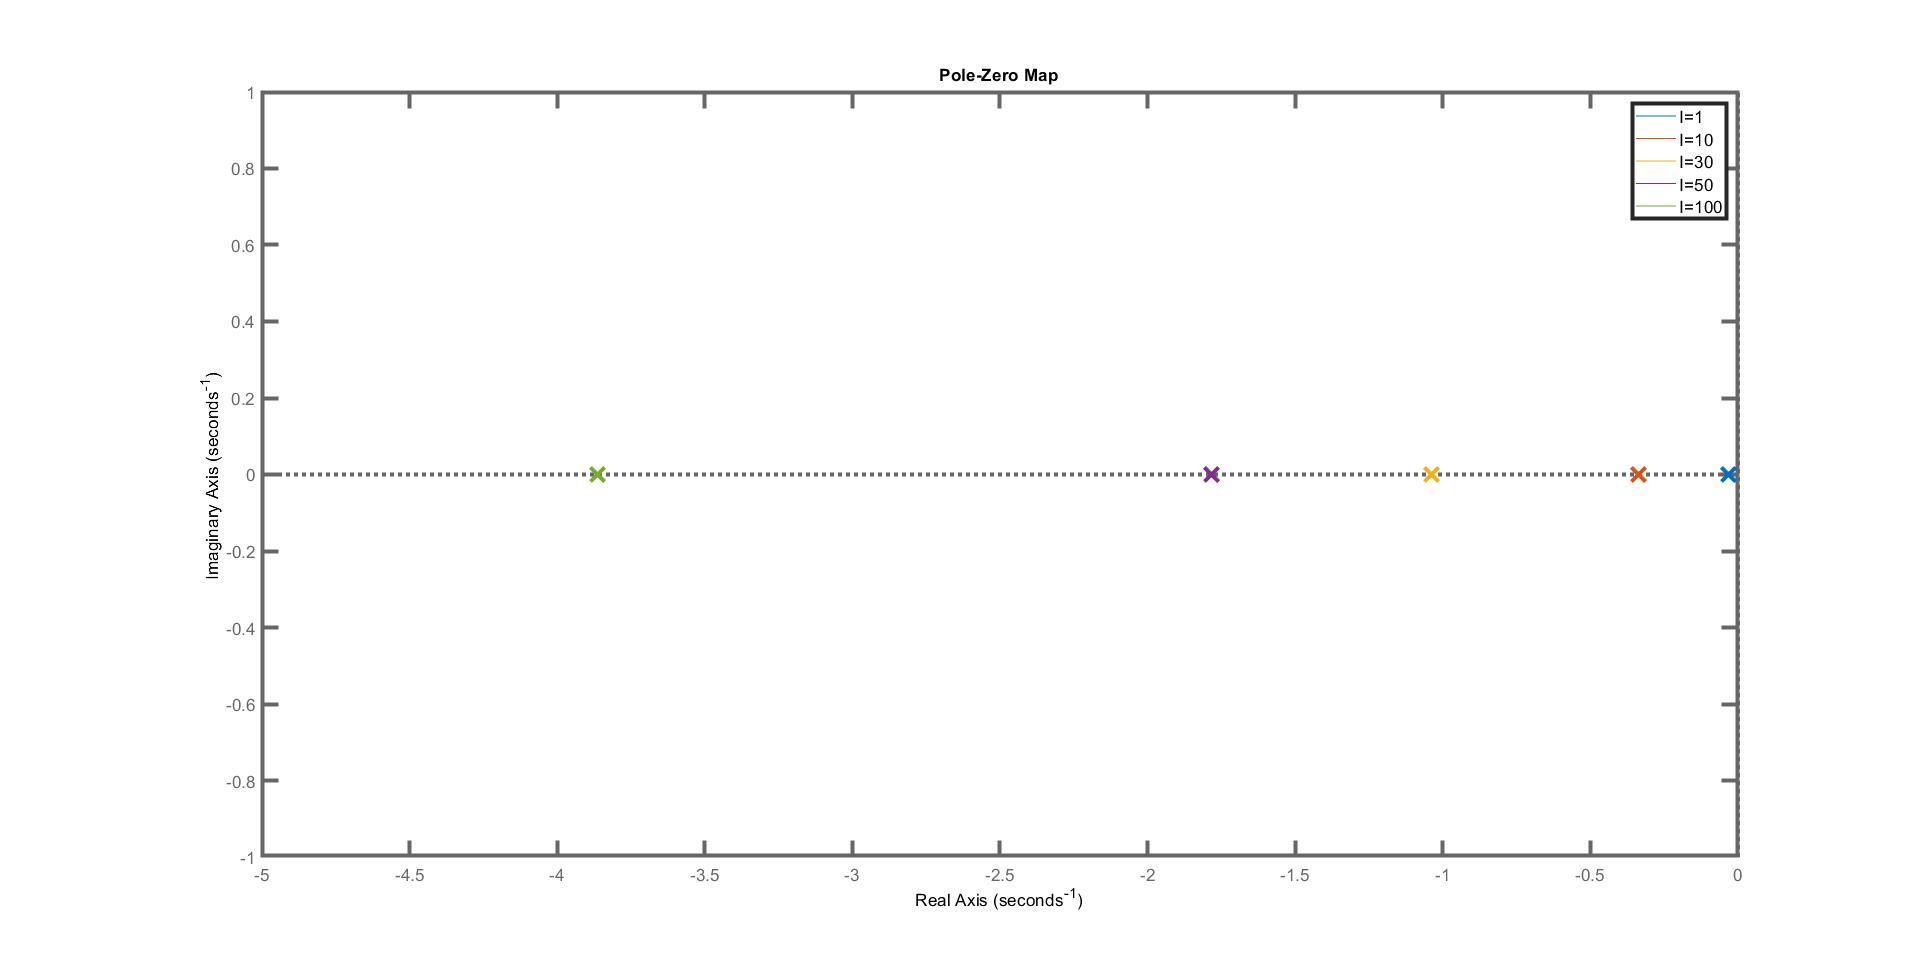 Pole-Zero Map
I=1
I=10
I=30
I=50
I=100
1
0.8
0.6
0.4
0.2
0
-0.2
-0.4
-0.6
-0.8
-1
Imaginary Axis (seconds-1)
-5 -4.5 -4 -3.5 -3 -2.5 -2 -1.5 -1 -0.5 0
Real Axis (seconds-1)